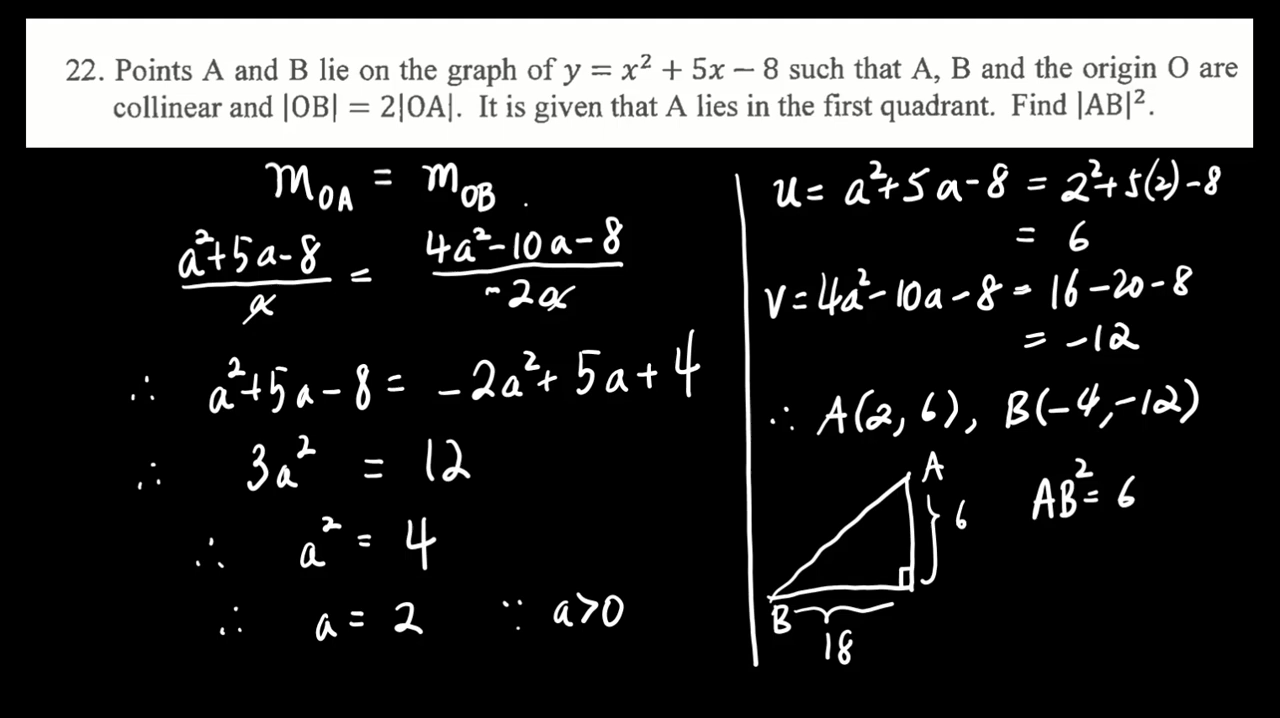 22. Points A and B lie on the graph of y = x² + 5x − 8 such that A, B and the origin O are
collinear and |OB| = 2|OA|. It is given that A lies in the first quadrant. Find |AB|².
m_OA = m_OB .
(a²+5a-8)/a = (4a²-10a-8)/(-2a)
∴ a²+5a-8 = -2a²+5a+4
∴ 3a² = 12
∴ a² = 4
∴ a = 2 ∵ a>0
u = a²+5a-8 = 2²+5(2)-8
= 6
v = 4a²-10a-8 = 16-20-8
= -12
∴ A(2,6), B(-4,-12)
A
6
B
18
AB² = 6